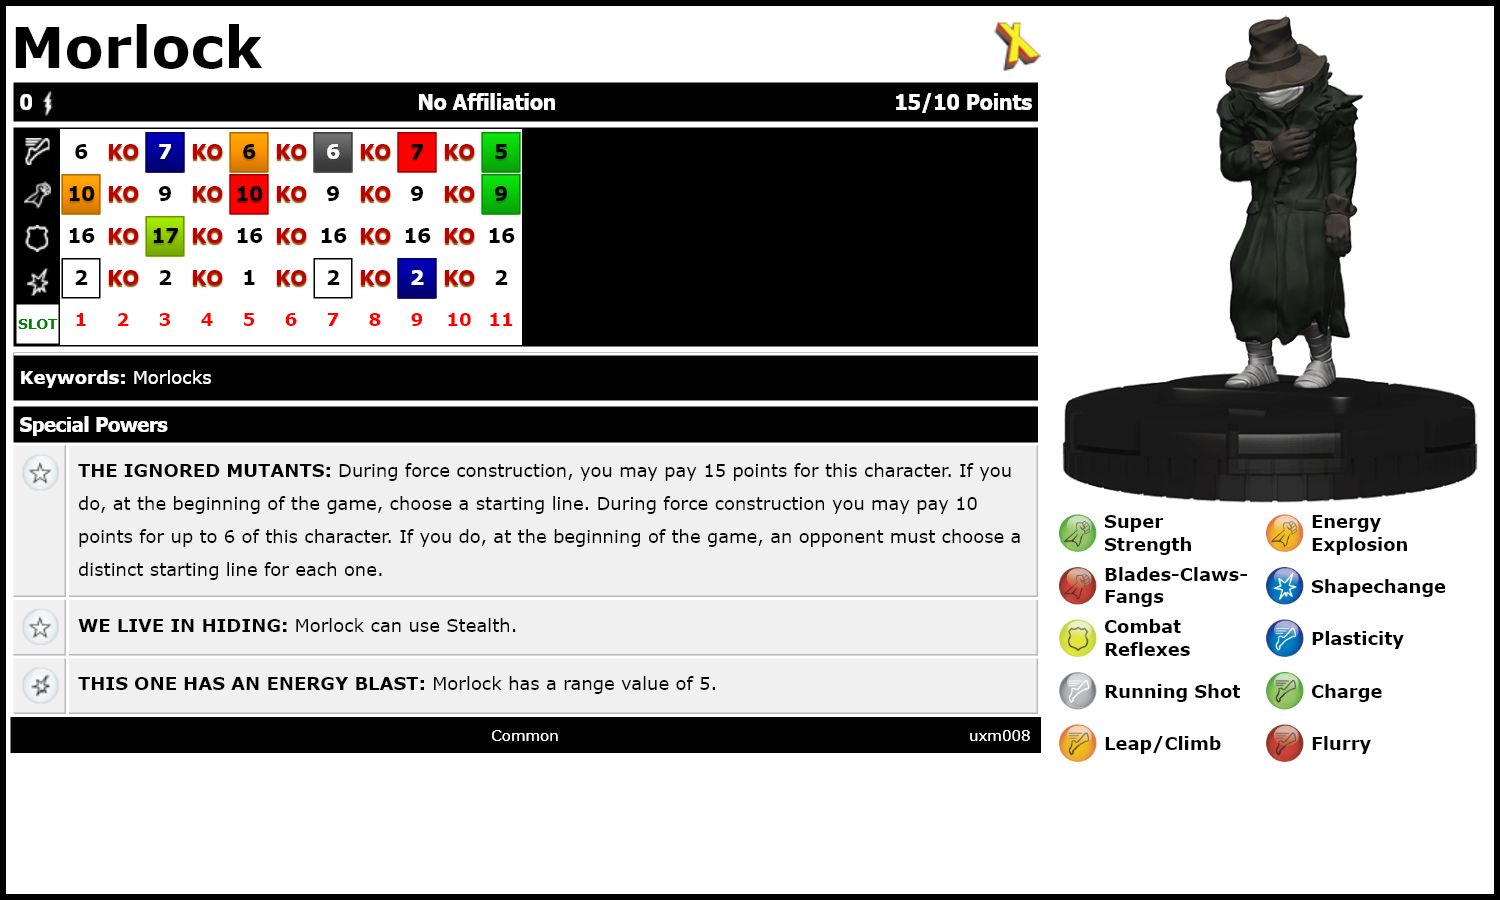 Morlock
0 No Affiliation 15/10 Points
6 KO 7 KO 6 KO 6 KO 7 KO 5
10 KO 9 KO 10 KO 9 KO 9 KO 9
16 KO 17 KO 16 KO 16 KO 16 KO 16
2 KO 2 KO 1 KO 2 KO 2 KO 2
SLOT 1 2 3 4 5 6 7 8 9 10 11
Keywords: Morlocks
Special Powers
THE IGNORED MUTANTS: During force construction, you may pay 15 points for this character. If you
do, at the beginning of the game, choose a starting line. During force construction you may pay 10
points for up to 6 of this character. If you do, at the beginning of the game, an opponent must choose a
distinct starting line for each one.
WE LIVE IN HIDING: Morlock can use Stealth.
THIS ONE HAS AN ENERGY BLAST: Morlock has a range value of 5.
Common uxm008
Super
Strength
Energy
Explosion
Blades-Claws-
Fangs
Shapechange
Combat
Reflexes
Plasticity
Running Shot
Charge
Leap/Climb
Flurry